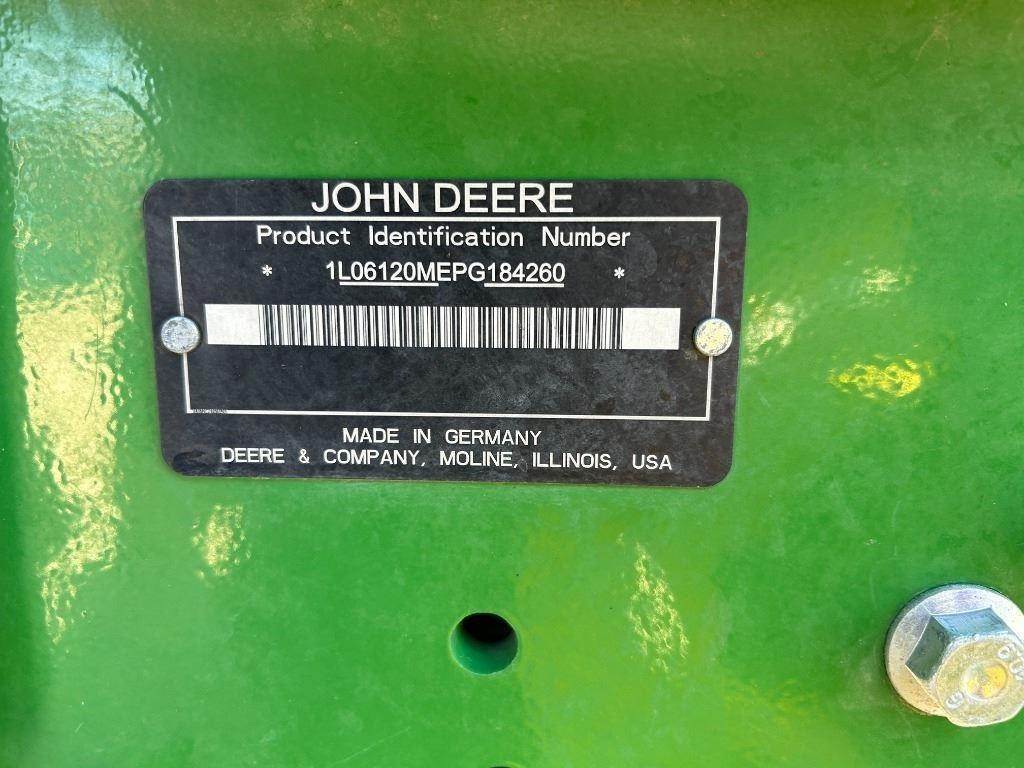 JOHN DEERE
Product Identification Number
* 1L06120MEPG184260 *
MADE IN GERMANY
DEERE & COMPANY, MOLINE, ILLINOIS, USA